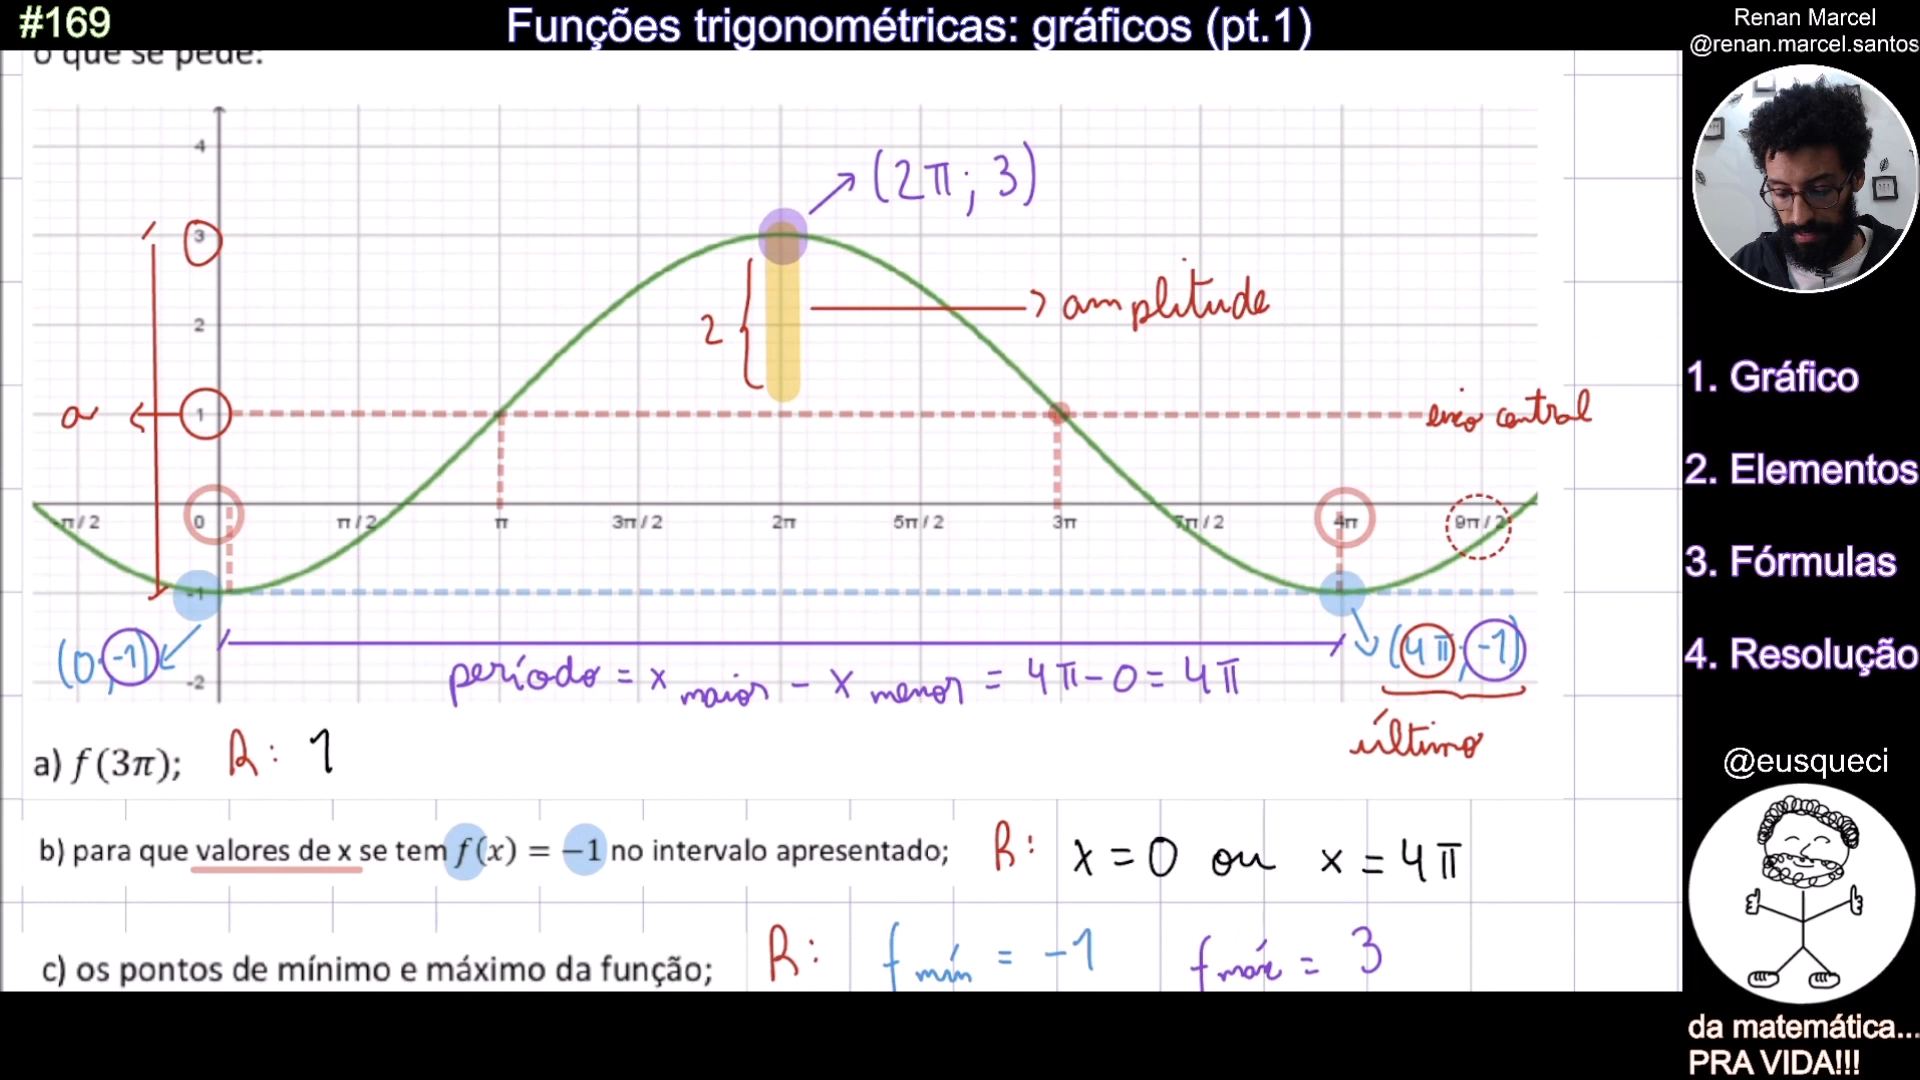 #169
Funções trigonométricas: gráficos (pt.1)
Renan Marcel
@renan.marcel.santos
o que se pede:
4
(2π; 3)
3
amplitude
2
2
a
1
eixo central
-π/2 0 π/2 π 3π/2 2π 5π/2 3π 7π/2 4π 9π/2
-1
(0,-1)
(4π;-1)
período = x maior - x menor = 4π - 0 = 4π
-2
último
a) f(3π); R: 1
b) para que valores de x se tem f(x) = −1 no intervalo apresentado; R: x = 0 ou x = 4π
c) os pontos de mínimo e máximo da função; R: f mín = -1 f máx = 3
1. Gráfico
2. Elementos
3. Fórmulas
4. Resolução
@eusqueci
da matemática...
PRA VIDA!!!